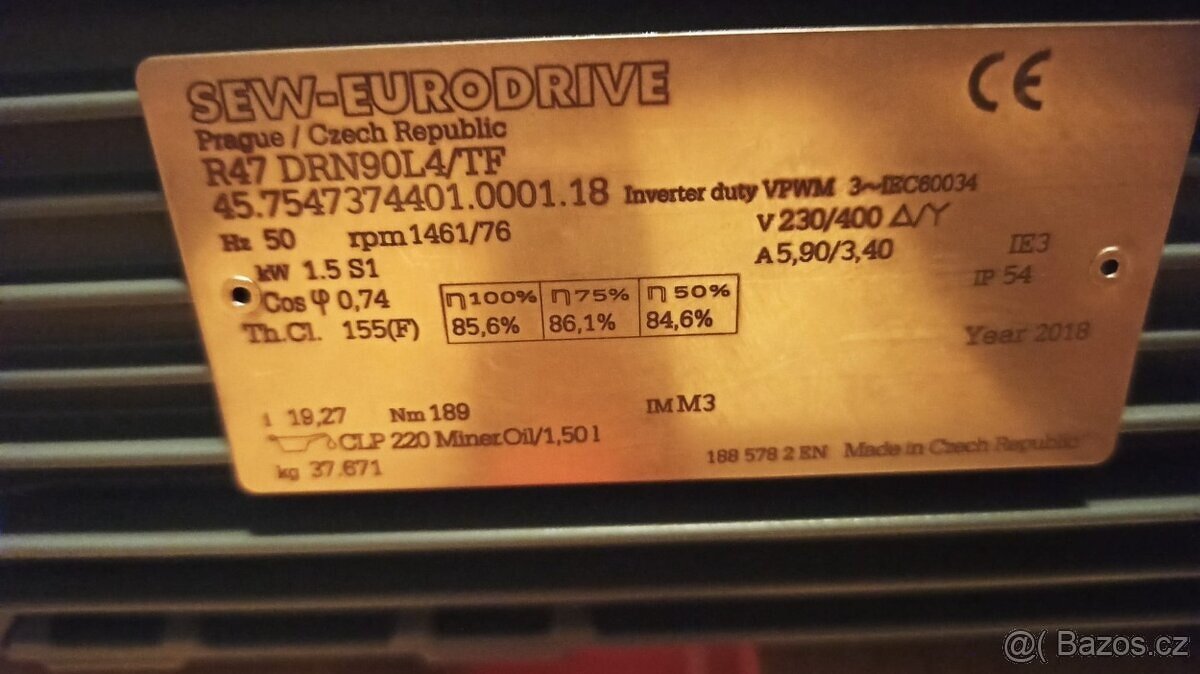 SEW-EURODRIVE CE
Prague / Czech Republic
R47 DRN90L4/TF
45.7547374401.0001.18 Inverter duty VPWM 3~IEC60034
Hz 50 rpm 1461/76 V 230/400 Δ/Y
kW 1.5 S1 A 5,90/3,40 IE3
Cos φ 0,74 η 100% η 75% η 50% IP 54
Th.Cl. 155(F) 85,6% 86,1% 84,6% Year 2018
i 19,27 Nm 189 IM M3
CLP 220 Miner.Oil/1,50 l
kg 37.671 188 578 2 EN Made in Czech Republic
@( Bazos.cz